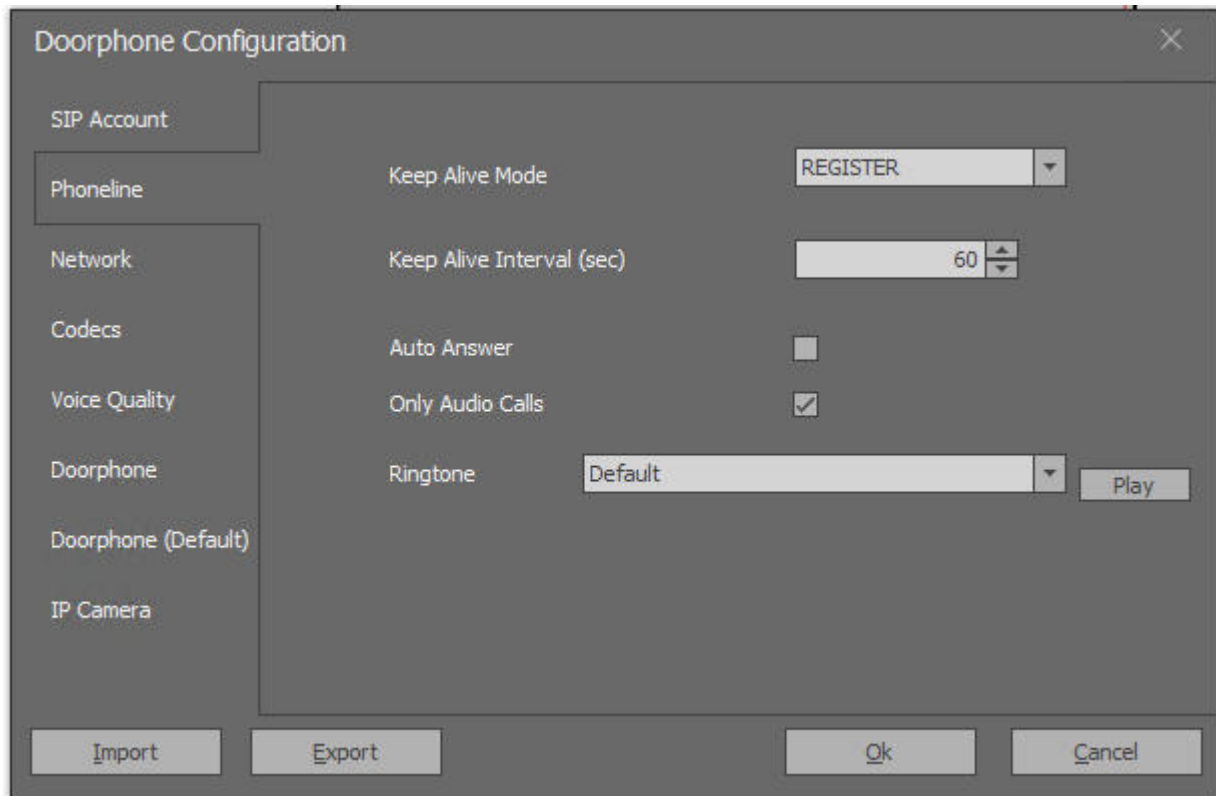 Doorphone Configuration
SIP Account
Phoneline
Network
Codecs
Voice Quality
Doorphone
Doorphone (Default)
IP Camera
Keep Alive Mode REGISTER
Keep Alive Interval (sec) 60
Auto Answer
Only Audio Calls
Ringtone Default Play
Import Export Ok Cancel